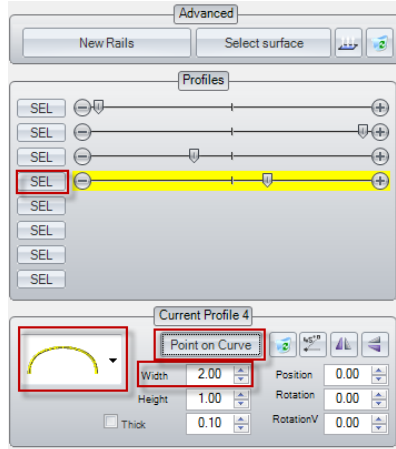 Advanced
New Rails Select surface
Profiles
SEL
SEL
SEL
SEL
SEL
SEL
SEL
SEL
Current Profile 4
Point on Curve
Width 2.00 Position 0.00
Height 1.00 Rotation 0.00
Thick 0.10 RotationV 0.00